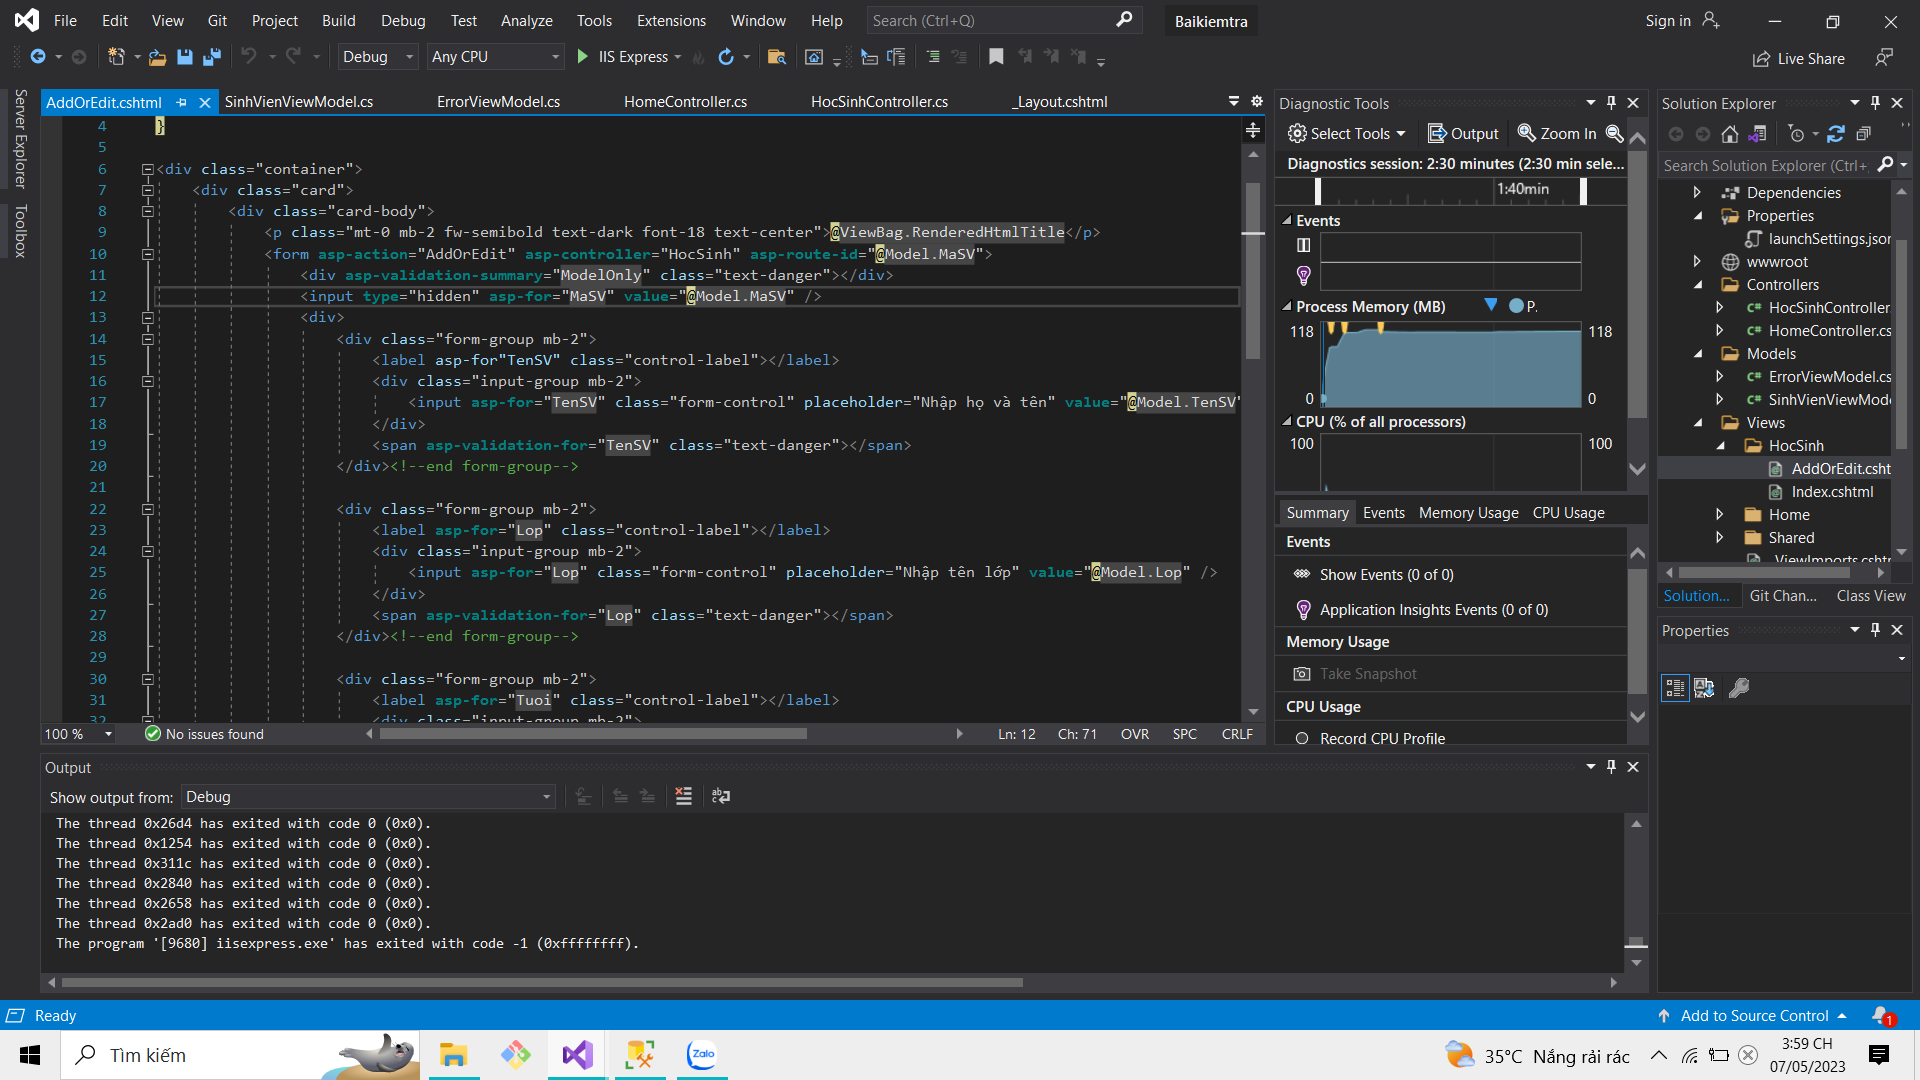 File Edit View Git Project Build Debug Test Analyze Tools Extensions Window Help Search (Ctrl+Q) Baikiemtra Sign in
Debug Any CPU IIS Express Live Share
Server Explorer
Toolbox
AddOrEdit.cshtml SinhVienViewModel.cs ErrorViewModel.cs HomeController.cs HocSinhController.cs _Layout.cshtml
4 }
5
6 <div class="container">
7 <div class="card">
8 <div class="card-body">
9 <p class="mt-0 mb-2 fw-semibold text-dark font-18 text-center">@ViewBag.RenderedHtmlTitle</p>
10 <form asp-action="AddOrEdit" asp-controller="HocSinh" asp-route-id="@Model.MaSV">
11 <div asp-validation-summary="ModelOnly" class="text-danger"></div>
12 <input type="hidden" asp-for="MaSV" value="@Model.MaSV" />
13 <div>
14 <div class="form-group mb-2">
15 <label asp-for"TenSV" class="control-label"></label>
16 <div class="input-group mb-2">
17 <input asp-for="TenSV" class="form-control" placeholder="Nhập họ và tên" value="@Model.TenSV"
18 </div>
19 <span asp-validation-for="TenSV" class="text-danger"></span>
20 </div><!--end form-group-->
21
22 <div class="form-group mb-2">
23 <label asp-for="Lop" class="control-label"></label>
24 <div class="input-group mb-2">
25 <input asp-for="Lop" class="form-control" placeholder="Nhập tên lớp" value="@Model.Lop" />
26 </div>
27 <span asp-validation-for="Lop" class="text-danger"></span>
28 </div><!--end form-group-->
29
30 <div class="form-group mb-2">
31 <label asp-for="Tuoi" class="control-label"></label>
32 <div class="input-group mb-2">
100 % No issues found Ln: 12 Ch: 71 OVR SPC CRLF
Diagnostic Tools
Select Tools Output Zoom In
Diagnostics session: 2:30 minutes (2:30 min sele...
1:40min
Events
Process Memory (MB) P.
118 118
0 0
CPU (% of all processors)
100 100
Summary Events Memory Usage CPU Usage
Events
Show Events (0 of 0)
Application Insights Events (0 of 0)
Memory Usage
Take Snapshot
CPU Usage
Record CPU Profile
Solution Explorer
Search Solution Explorer (Ctrl+,
Dependencies
Properties
launchSettings.json
wwwroot
Controllers
HocSinhController.
HomeController.cs
Models
ErrorViewModel.cs
SinhVienViewMode
Views
HocSinh
AddOrEdit.csht
Index.cshtml
Home
Shared
_ViewImports.cshtm
Solution... Git Chan... Class View
Properties
Output
Show output from: Debug
The thread 0x26d4 has exited with code 0 (0x0).
The thread 0x1254 has exited with code 0 (0x0).
The thread 0x311c has exited with code 0 (0x0).
The thread 0x2840 has exited with code 0 (0x0).
The thread 0x2658 has exited with code 0 (0x0).
The thread 0x2ad0 has exited with code 0 (0x0).
The program '[9680] iisexpress.exe' has exited with code -1 (0xffffffff).
Ready Add to Source Control 1
Tìm kiếm Zalo 35°C Nắng rải rác 3:59 CH
07/05/2023